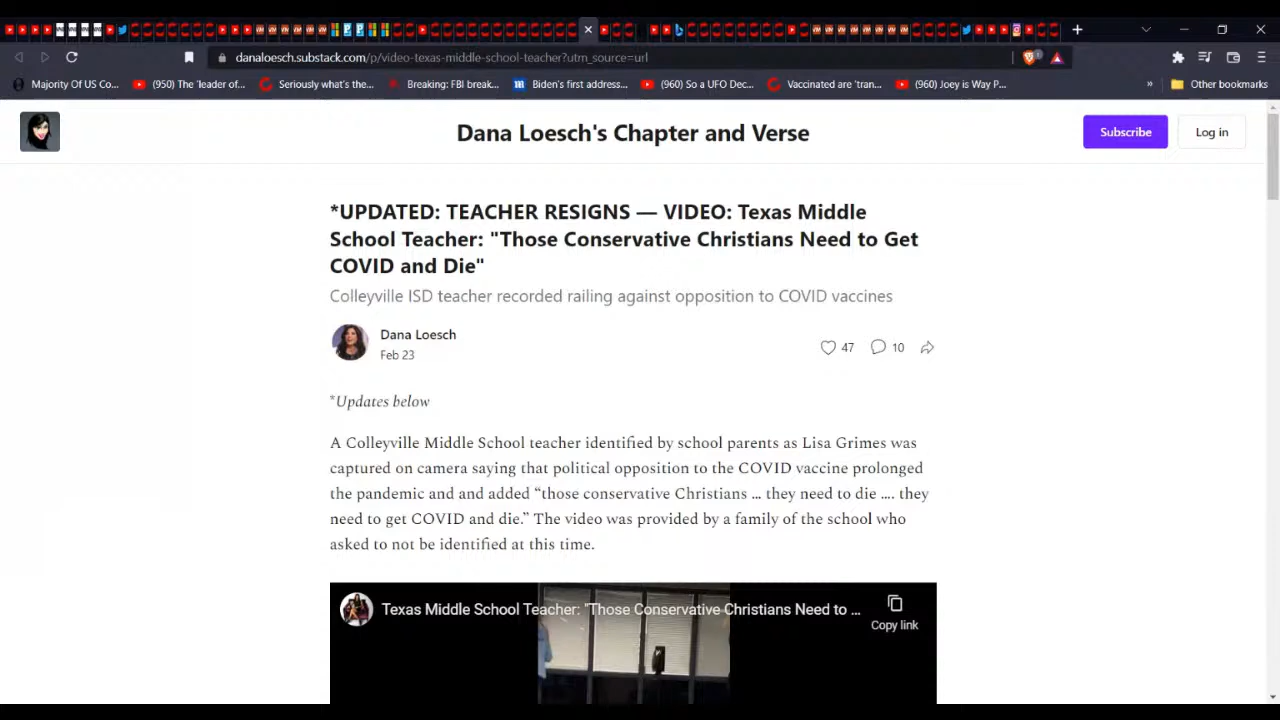 danaloesch.substack.com/p/video-texas-middle-school-teacher?utm_source=url
Majority Of US Co...
(950) The 'leader of...
Seriously what's the...
Breaking: FBI break...
Biden's first address...
(960) So a UFO Dec...
Vaccinated are 'tran...
(960) Joey is Way P...
»
Other bookmarks
Dana Loesch's Chapter and Verse
Subscribe
Log in
*UPDATED: TEACHER RESIGNS — VIDEO: Texas Middle
School Teacher: "Those Conservative Christians Need to Get
COVID and Die"
Colleyville ISD teacher recorded railing against opposition to COVID vaccines
Dana Loesch
Feb 23
47
10
*Updates below
A Colleyville Middle School teacher identified by school parents as Lisa Grimes was
captured on camera saying that political opposition to the COVID vaccine prolonged
the pandemic and and added “those conservative Christians ... they need to die .... they
need to get COVID and die.” The video was provided by a family of the school who
asked to not be identified at this time.
Texas Middle School Teacher: "Those Conservative Christians Need to ...
Copy link